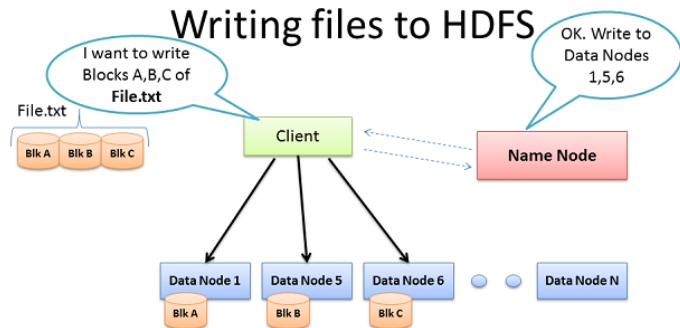 Writing files to HDFS
I want to write
Blocks A,B,C of
File.txt
OK. Write to
Data Nodes
1,5,6
File.txt
Blk A
Blk B
Blk C
Client
Name Node
Data Node 1
Data Node 5
Data Node 6
Data Node N
Blk A
Blk B
Blk C